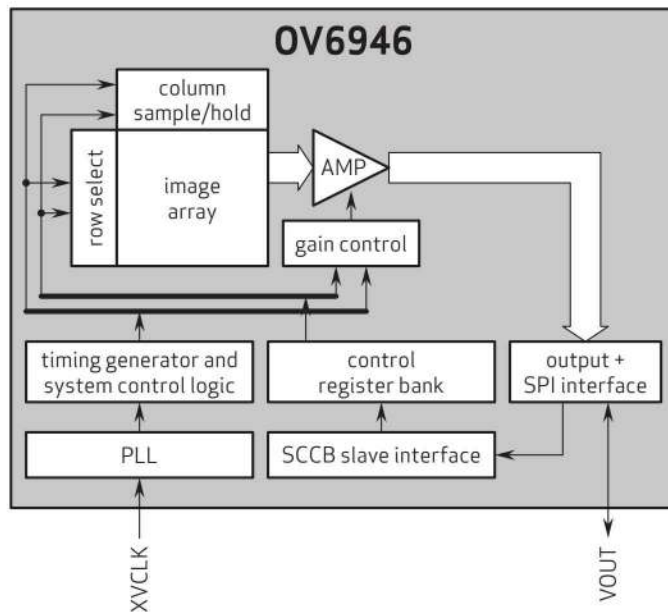 OV6946
column
sample/hold
row select
image
array
AMP
gain control
timing generator and
system control logic
control
register bank
output +
SPI interface
PLL
SCCB slave interface
XVCLK
VOUT